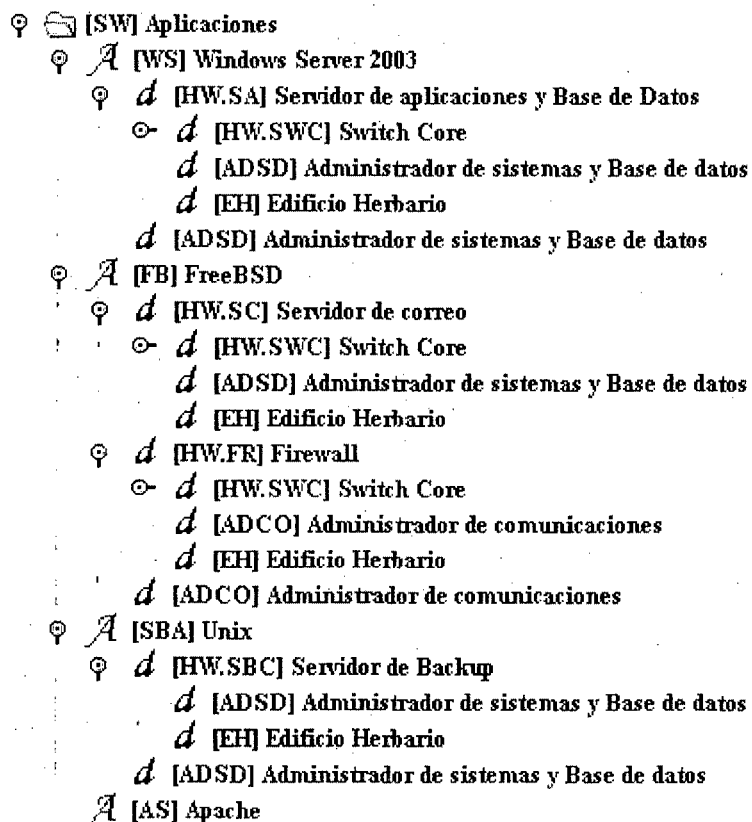 [SW] Aplicaciones
A [WS] Windows Server 2003
d [HW.SA] Servidor de aplicaciones y Base de Datos
d [HW.SWC] Switch Core
d [ADSD] Administrador de sistemas y Base de datos
d [EH] Edificio Herbario
d [ADSD] Administrador de sistemas y Base de datos
A [FB] FreeBSD
d [HW.SC] Servidor de correo
d [HW.SWC] Switch Core
d [ADSD] Administrador de sistemas y Base de datos
d [EH] Edificio Herbario
d [HW.FR] Firewall
d [HW.SWC] Switch Core
d [ADCO] Administrador de comunicaciones
d [EH] Edificio Herbario
d [ADCO] Administrador de comunicaciones
A [SBA] Unix
d [HW.SBC] Servidor de Backup
d [ADSD] Administrador de sistemas y Base de datos
d [EH] Edificio Herbario
d [ADSD] Administrador de sistemas y Base de datos
A [AS] Apache